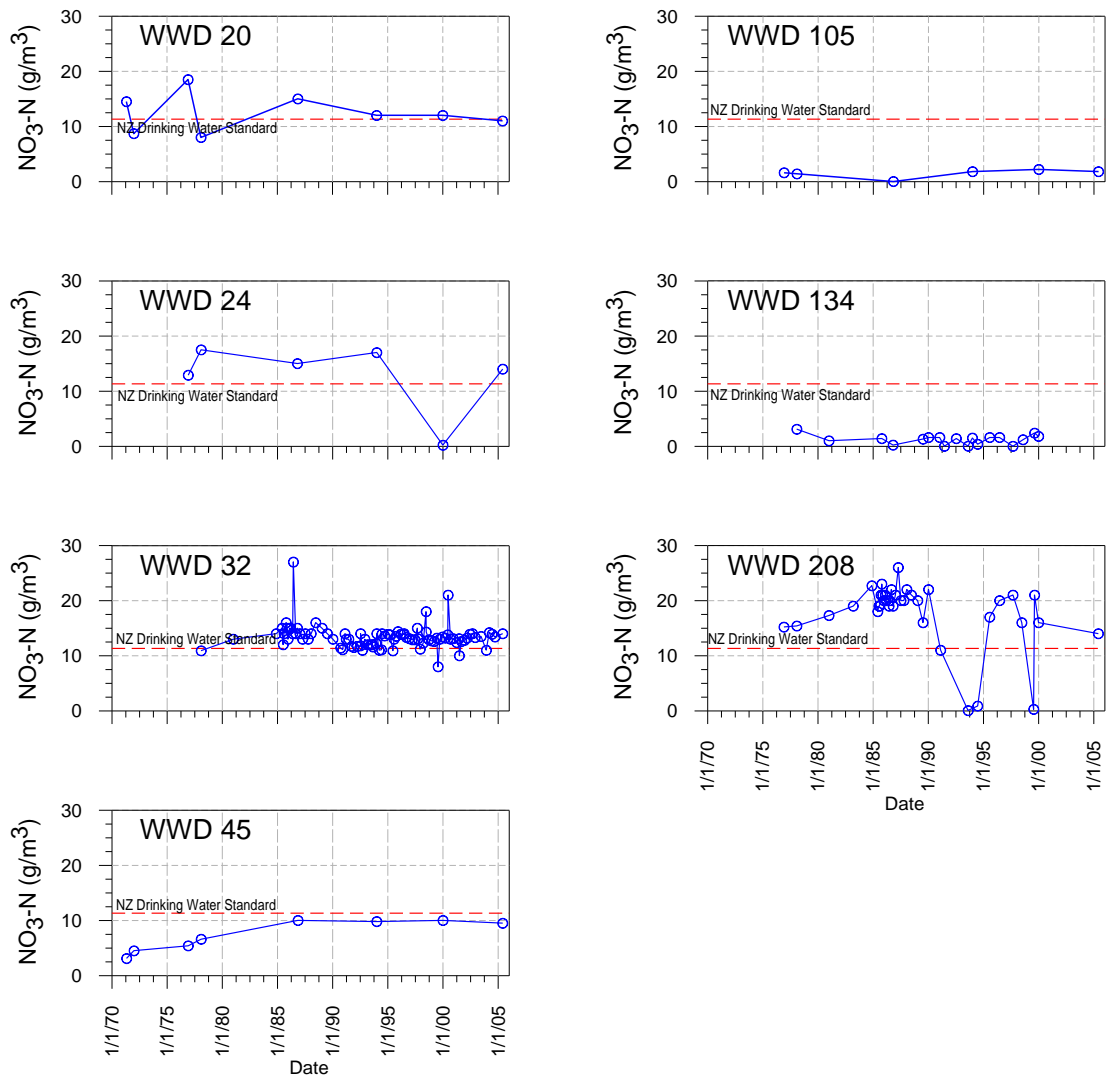 WWD 20
NO3-N (g/m3)
30
20
10
0
NZ Drinking Water Standard
WWD 105
NO3-N (g/m3)
30
20
10
0
NZ Drinking Water Standard
WWD 24
NO3-N (g/m3)
30
20
10
0
NZ Drinking Water Standard
WWD 134
NO3-N (g/m3)
30
20
10
0
NZ Drinking Water Standard
WWD 32
NO3-N (g/m3)
30
20
10
0
NZ Drinking Water Standard
WWD 208
NO3-N (g/m3)
30
20
10
0
NZ Drinking Water Standard
1/1/70
1/1/75
1/1/80
1/1/85
1/1/90
1/1/95
1/1/00
1/1/05
Date
WWD 45
NO3-N (g/m3)
30
20
10
0
NZ Drinking Water Standard
1/1/70
1/1/75
1/1/80
1/1/85
1/1/90
1/1/95
1/1/00
1/1/05
Date